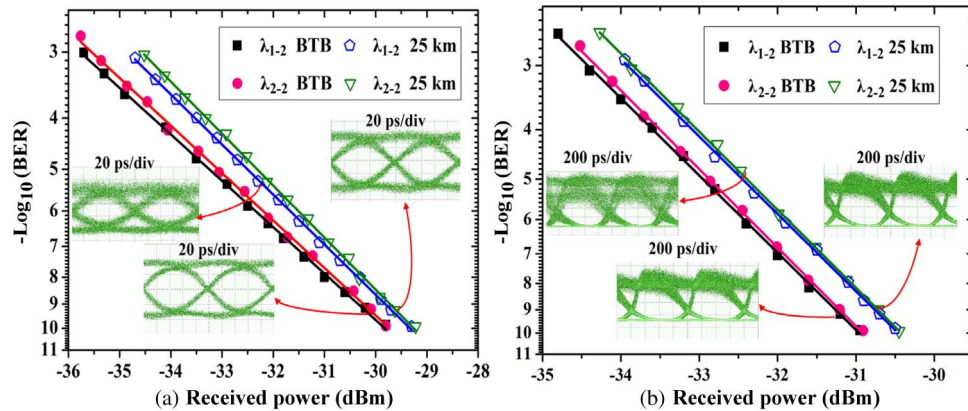 (a)
λ1-2 BTB λ1-2 25 km
λ2-2 BTB λ2-2 25 km
20 ps/div
20 ps/div
20 ps/div
-Log10(BER)
3
4
5
6
7
8
9
10
11
-36 -35 -34 -33 -32 -31 -30 -29 -28
(a) Received power (dBm)
(b)
λ1-2 BTB λ1-2 25 km
λ2-2 BTB λ2-2 25 km
200 ps/div
200 ps/div
200 ps/div
-Log10(BER)
3
4
5
6
7
8
9
10
11
-35 -34 -33 -32 -31 -30
(b) Received power (dBm)